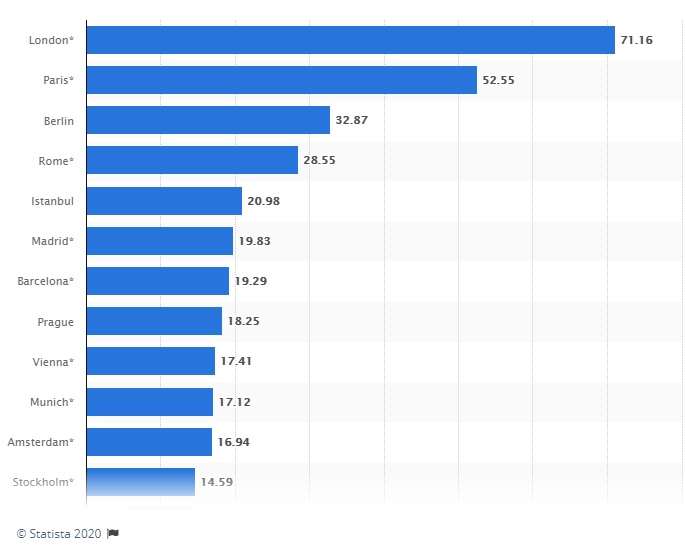 London* 71.16
Paris* 52.55
Berlin 32.87
Rome* 28.55
Istanbul 20.98
Madrid* 19.83
Barcelona* 19.29
Prague 18.25
Vienna* 17.41
Munich* 17.12
Amsterdam* 16.94
Stockholm* 14.59
© Statista 2020